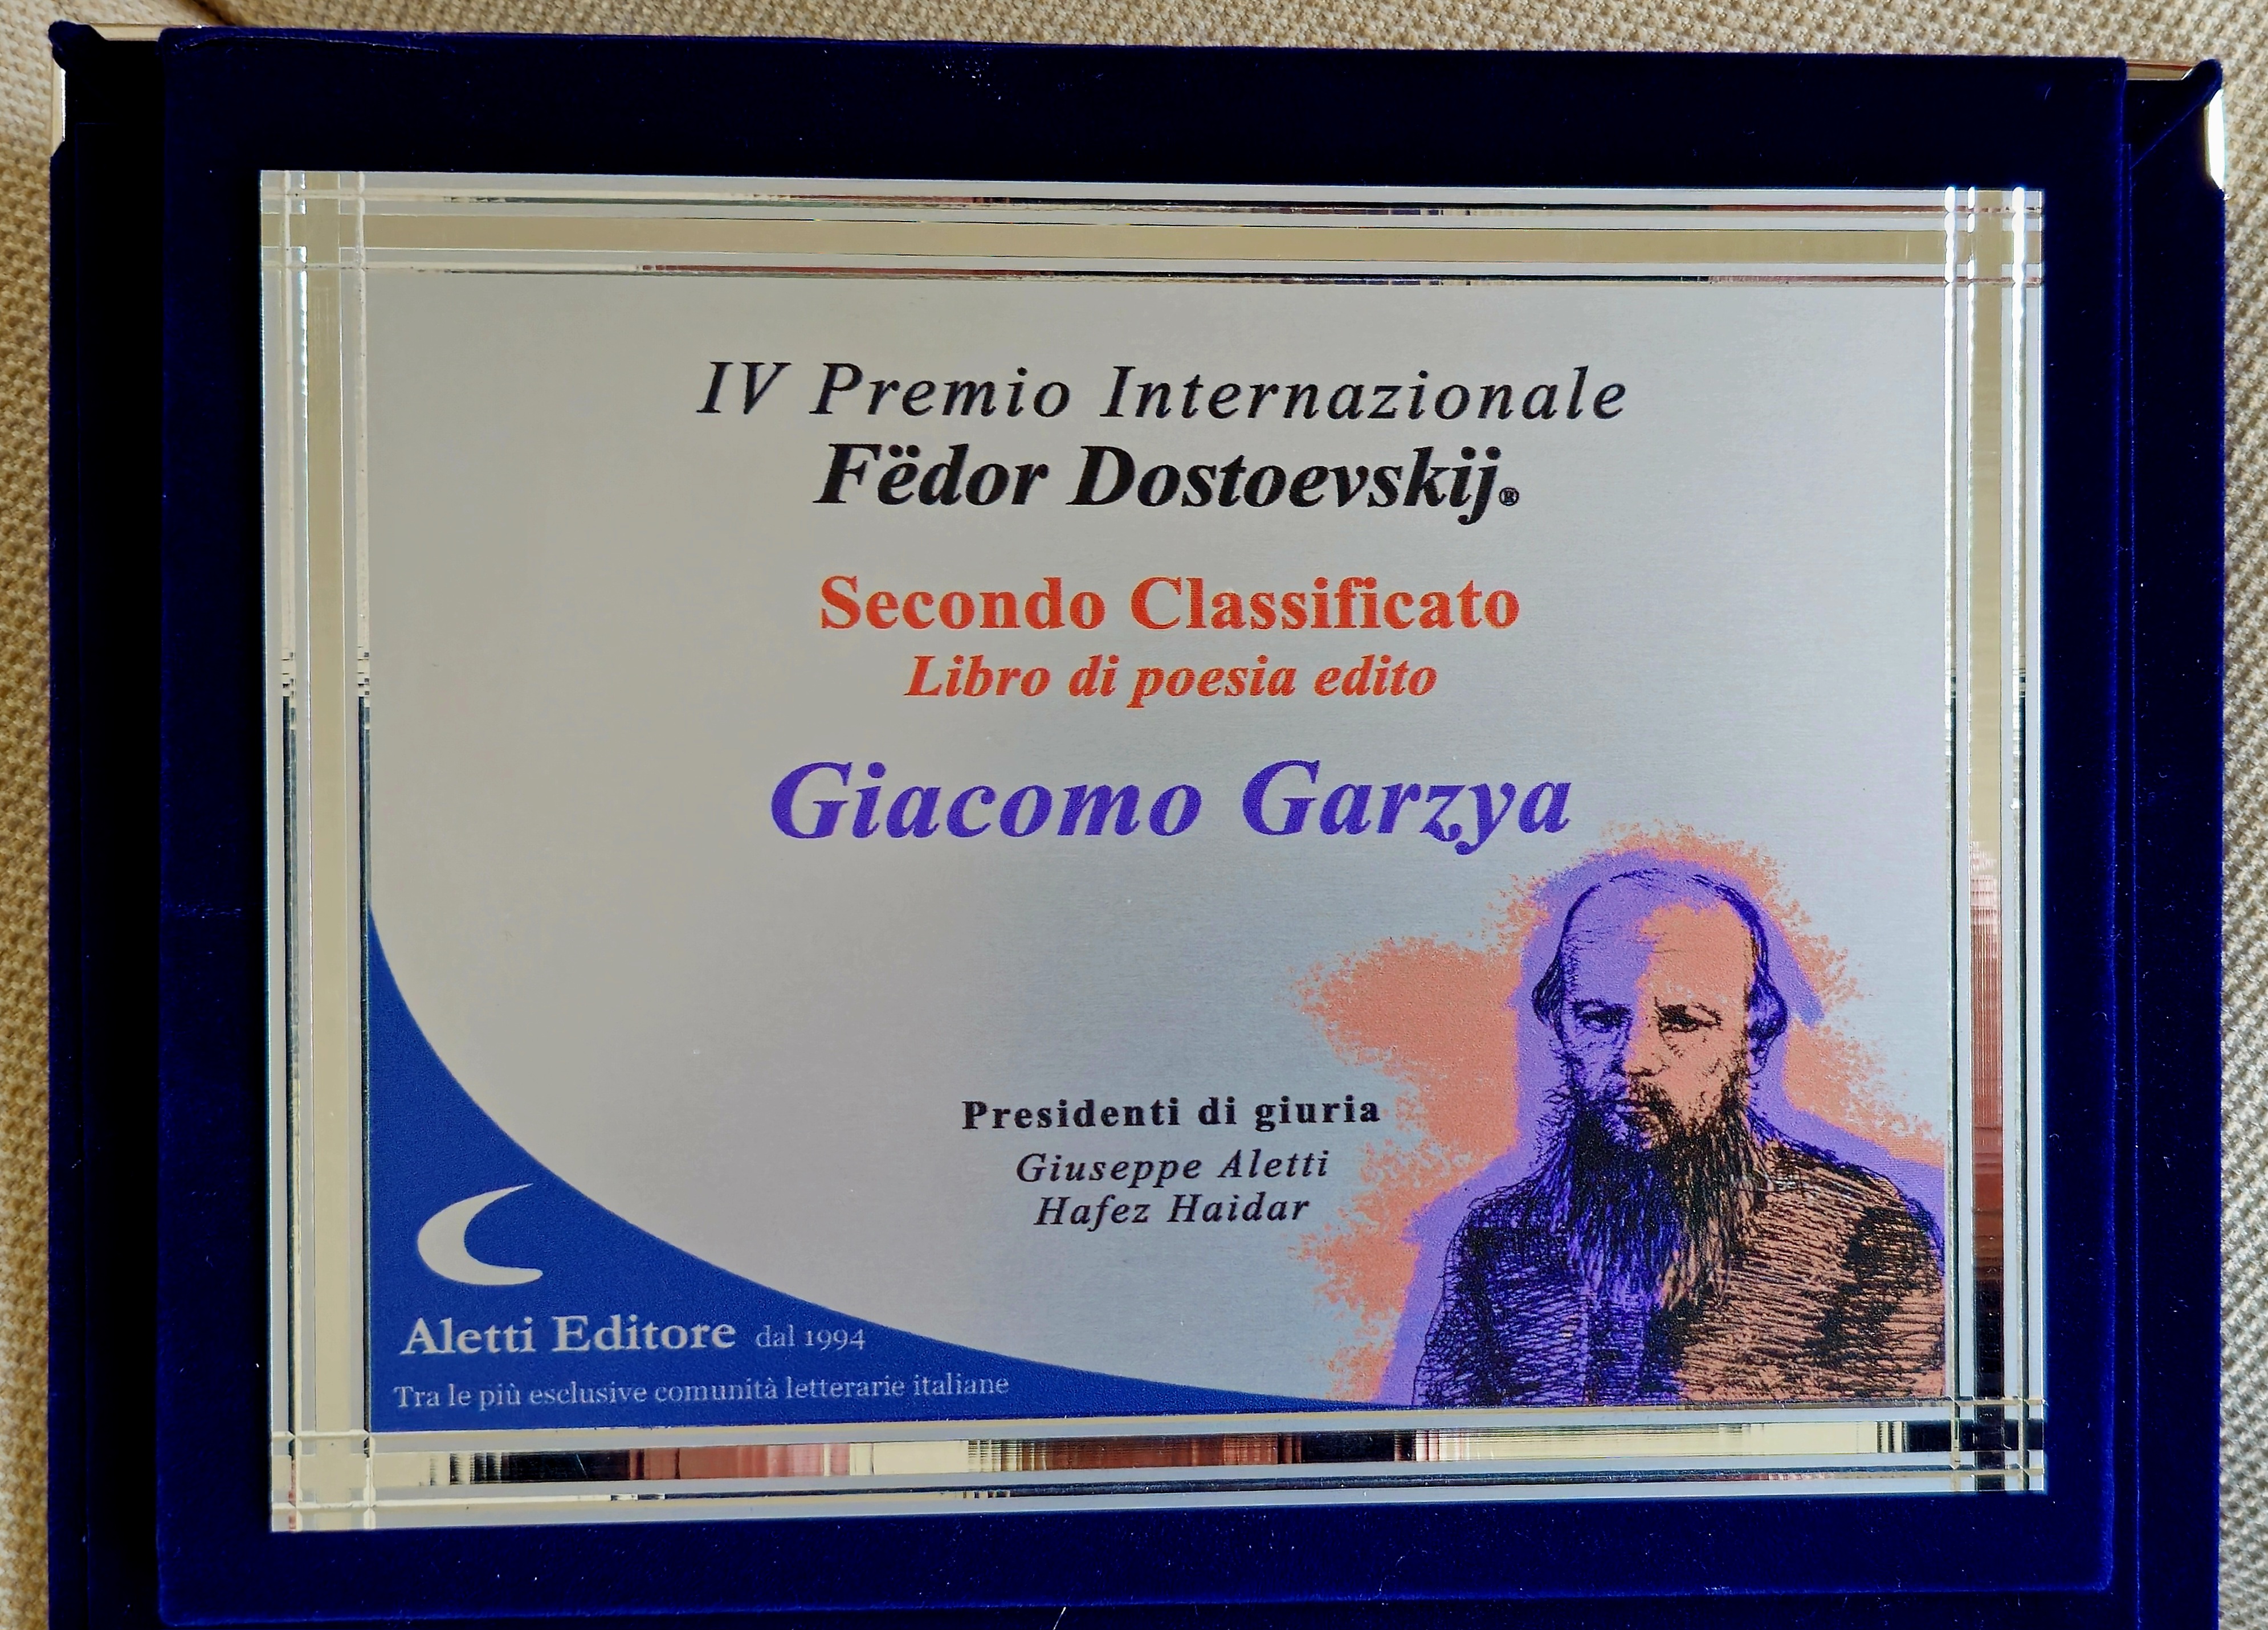 IV Premio Internazionale
Fëdor Dostoevskij®
Secondo Classificato
Libro di poesia edito
Giacomo Garzya
Presidenti di giuria
Giuseppe Aletti
Hafez Haidar
Aletti Editore dal 1994
Tra le più esclusive comunità letterarie italiane